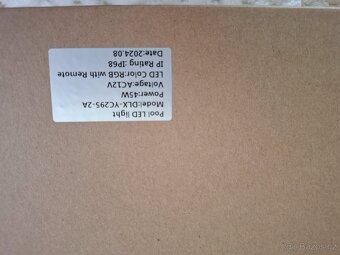 Pool LED light
Model:DLX-YC295-2A
Power:45W
Voltage:AC12V
LED Color:RGB with Remote
IP Rating:IP68
Date:2024.08